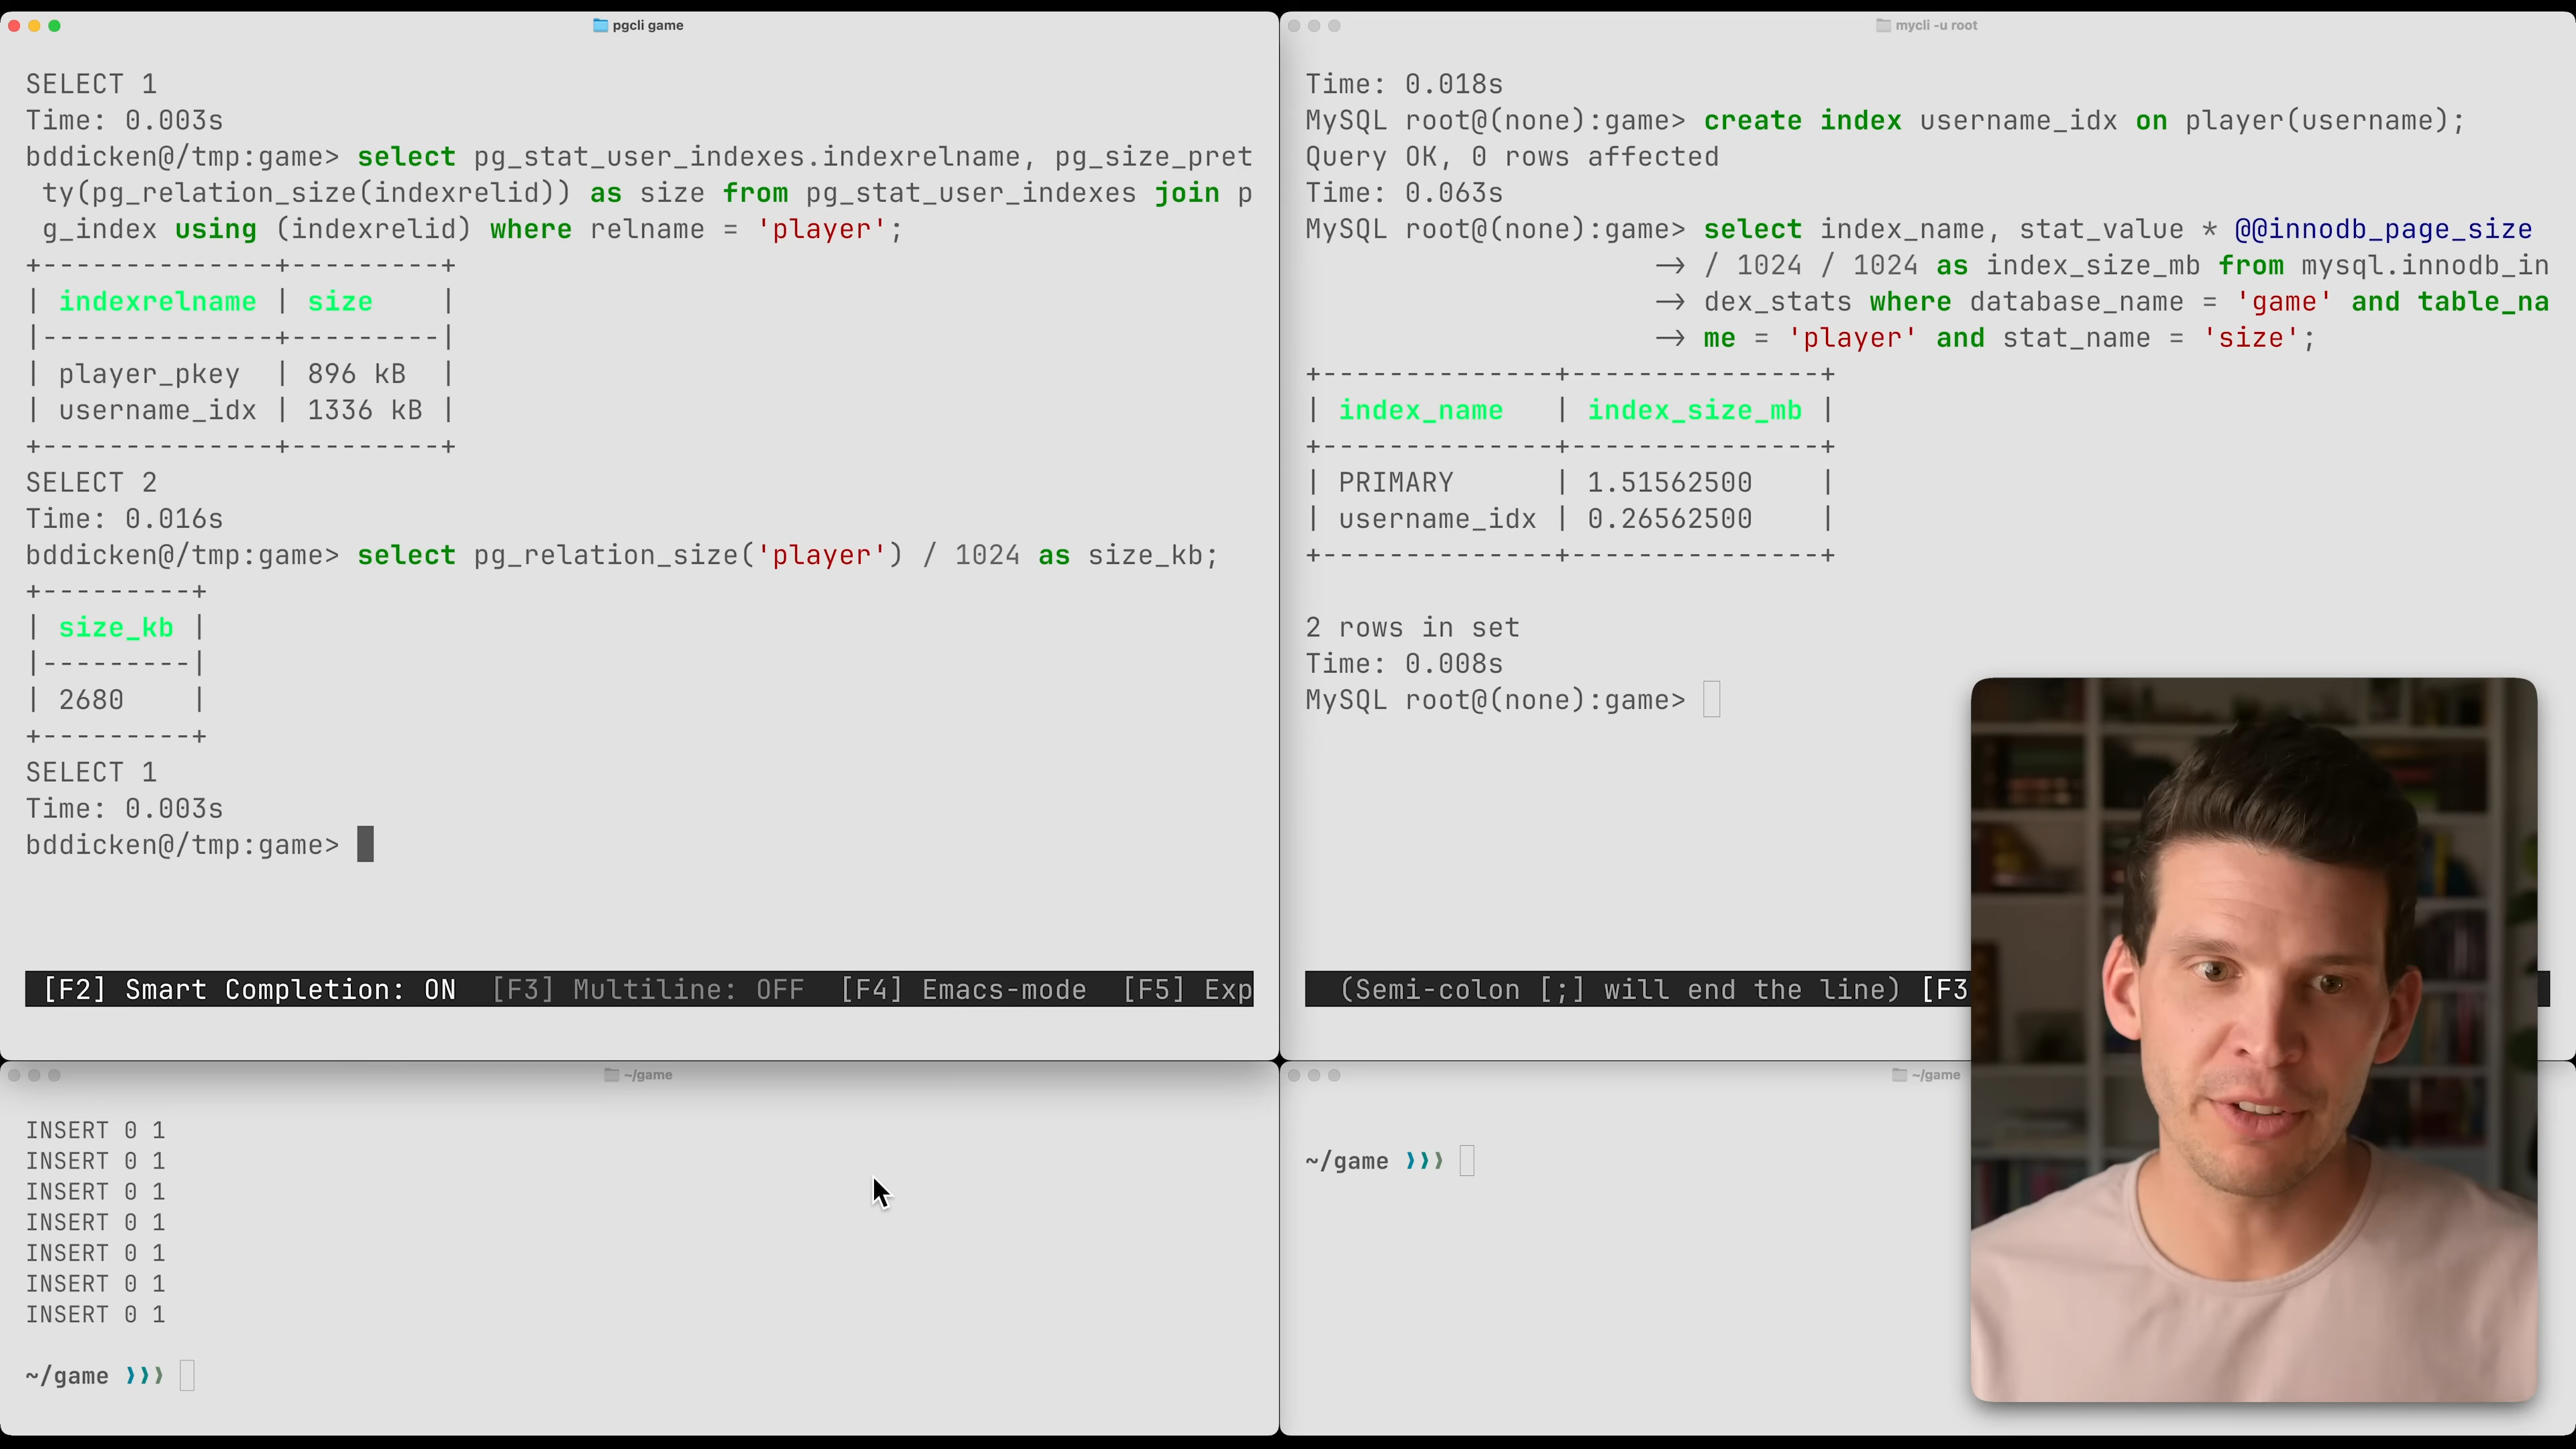 pgcli game
SELECT 1
Time: 0.003s
bddicken@/tmp:game> select pg_stat_user_indexes.indexrelname, pg_size_pret
ty(pg_relation_size(indexrelid)) as size from pg_stat_user_indexes join p
g_index using (indexrelid) where relname = 'player';
+--------------+---------+
| indexrelname | size    |
|--------------+---------|
| player_pkey  | 896 kB  |
| username_idx | 1336 kB |
+--------------+---------+
SELECT 2
Time: 0.016s
bddicken@/tmp:game> select pg_relation_size('player') / 1024 as size_kb;
+---------+
| size_kb |
|---------|
| 2680    |
+---------+
SELECT 1
Time: 0.003s
bddicken@/tmp:game>
[F2] Smart Completion: ON  [F3] Multiline: OFF  [F4] Emacs-mode  [F5] Exp
mycli -u root
Time: 0.018s
MySQL root@(none):game> create index username_idx on player(username);
Query OK, 0 rows affected
Time: 0.063s
MySQL root@(none):game> select index_name, stat_value * @@innodb_page_size
-> / 1024 / 1024 as index_size_mb from mysql.innodb_in
-> dex_stats where database_name = 'game' and table_na
-> me = 'player' and stat_name = 'size';
+--------------+---------------+
| index_name   | index_size_mb |
+--------------+---------------+
| PRIMARY      | 1.51562500    |
| username_idx | 0.26562500    |
+--------------+---------------+
2 rows in set
Time: 0.008s
MySQL root@(none):game>
(Semi-colon [;] will end the line) [F3
~/game
INSERT 0 1
INSERT 0 1
INSERT 0 1
INSERT 0 1
INSERT 0 1
INSERT 0 1
INSERT 0 1
~/game ❯❯❯
~/game
~/game ❯❯❯